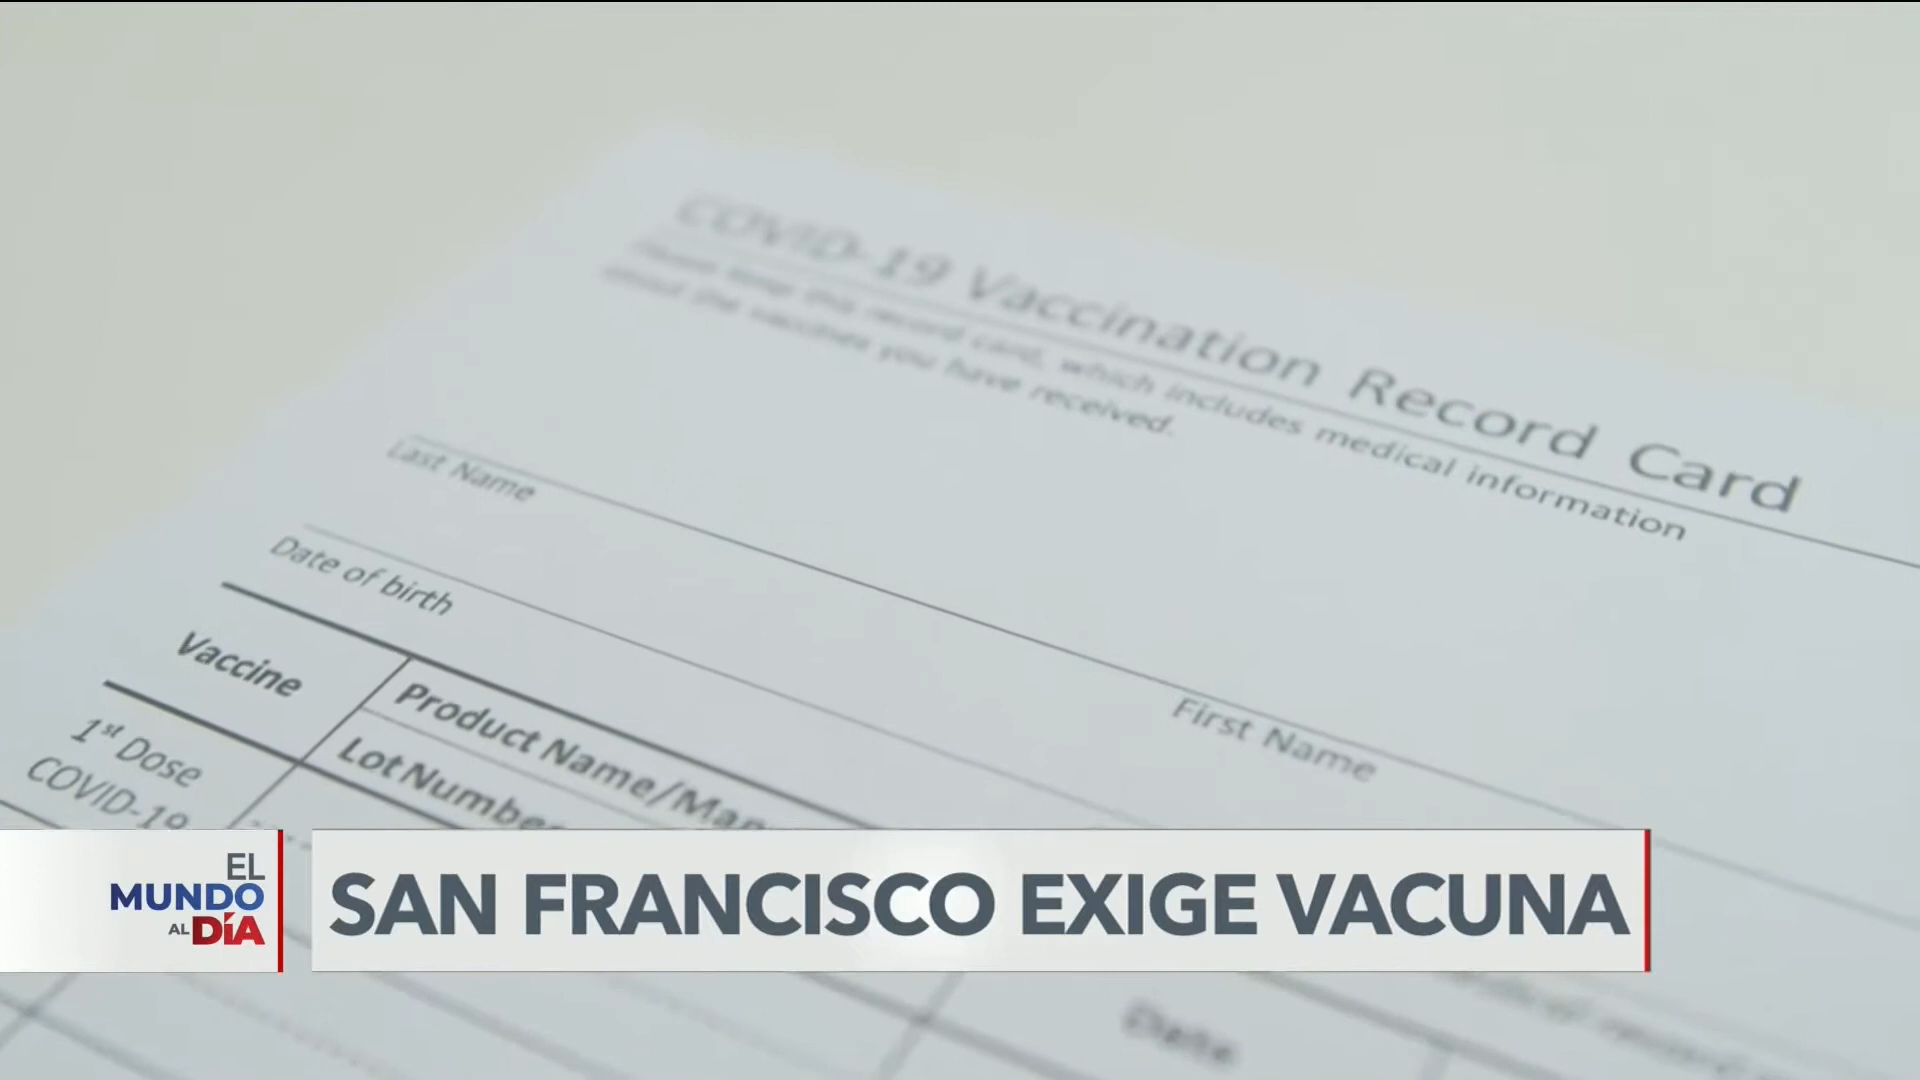 COVID-19 Vaccination Record Card
Please keep this record card, which includes medical information
about the vaccines you have received.
Last Name
First Name
Date of birth
Vaccine
Product Name/Man
Lot Number
1st Dose
COVID-19
EL
MUNDO
AL DÍA
SAN FRANCISCO EXIGE VACUNA
Date